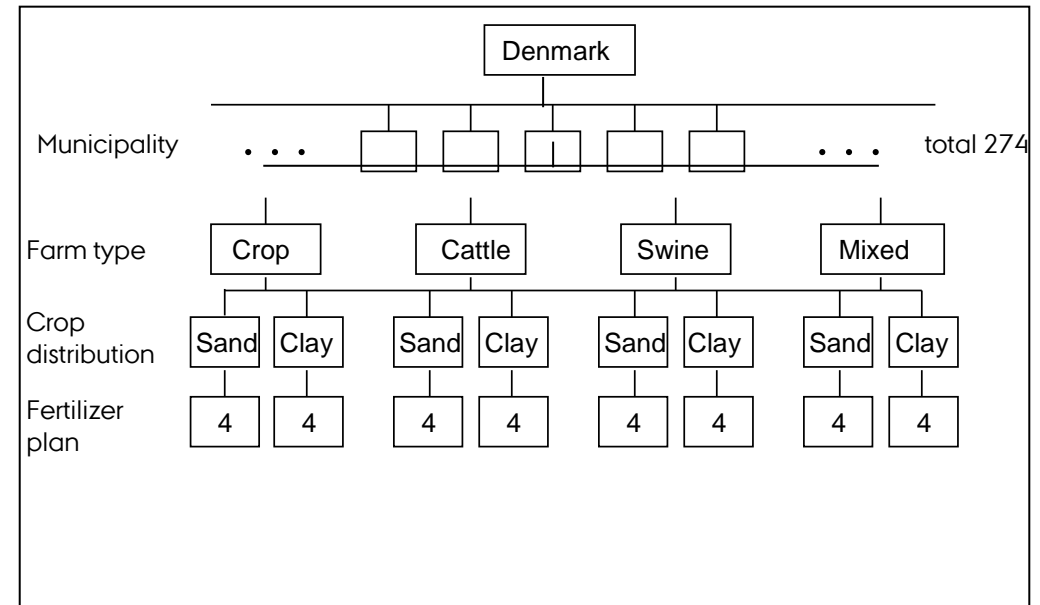 Denmark
Municipality . . . . . . total 274
Farm type Crop Cattle Swine Mixed
Crop
distribution Sand Clay Sand Clay Sand Clay Sand Clay
Fertilizer
plan 4 4 4 4 4 4 4 4